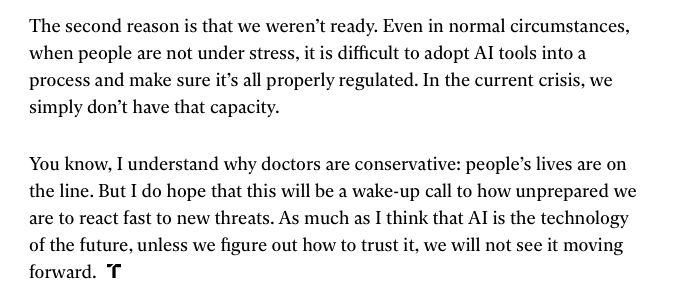 The second reason is that we weren’t ready. Even in normal circumstances,
when people are not under stress, it is difficult to adopt AI tools into a
process and make sure it’s all properly regulated. In the current crisis, we
simply don’t have that capacity.
You know, I understand why doctors are conservative: people’s lives are on
the line. But I do hope that this will be a wake-up call to how unprepared we
are to react fast to new threats. As much as I think that AI is the technology
of the future, unless we figure out how to trust it, we will not see it moving
forward. T